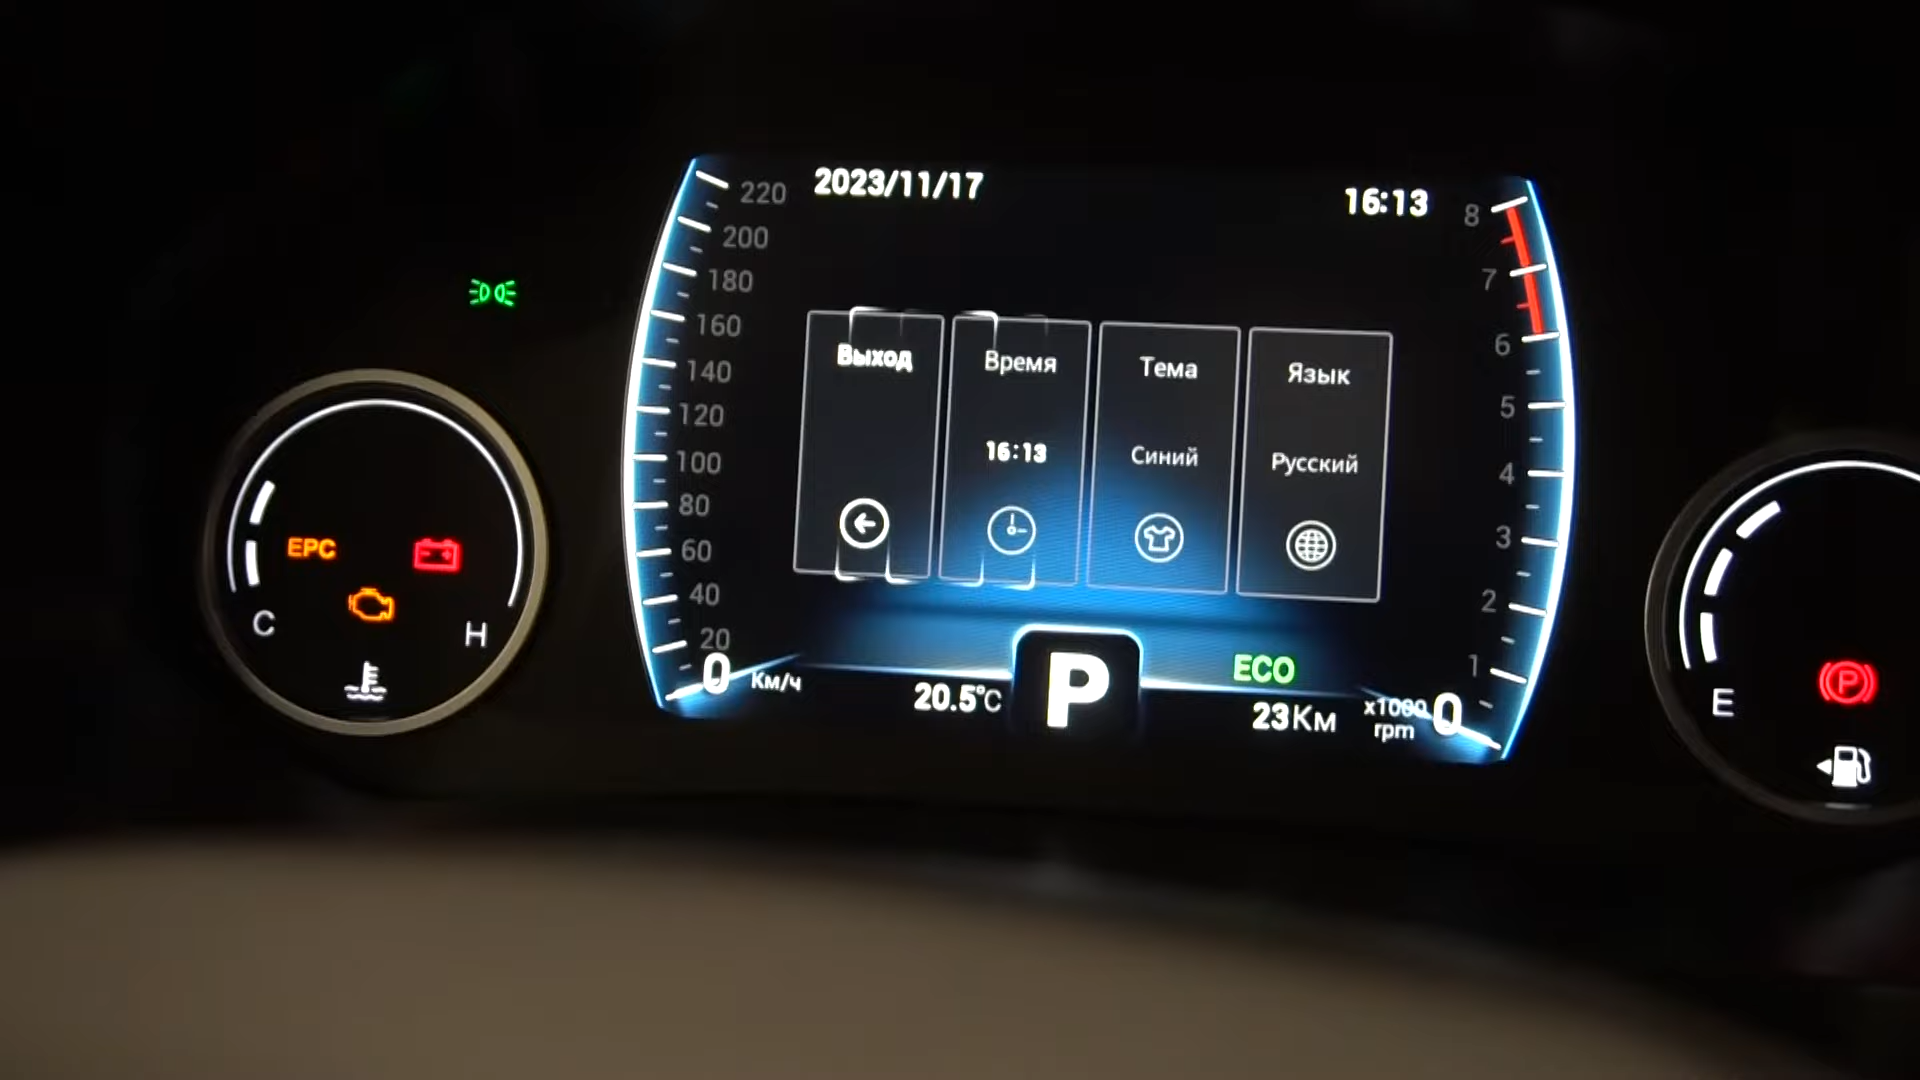 2023/11/17 16:13
220
200
180
160
140
120
100
80
60
40
20
0 Км/ч
8
7
6
5
4
3
2
1
0
x1000
rpm
Выход Время Тема Язык
16:13 Синий Русский
EPC
C H
P
ECO
20.5°C
23Км
E
P